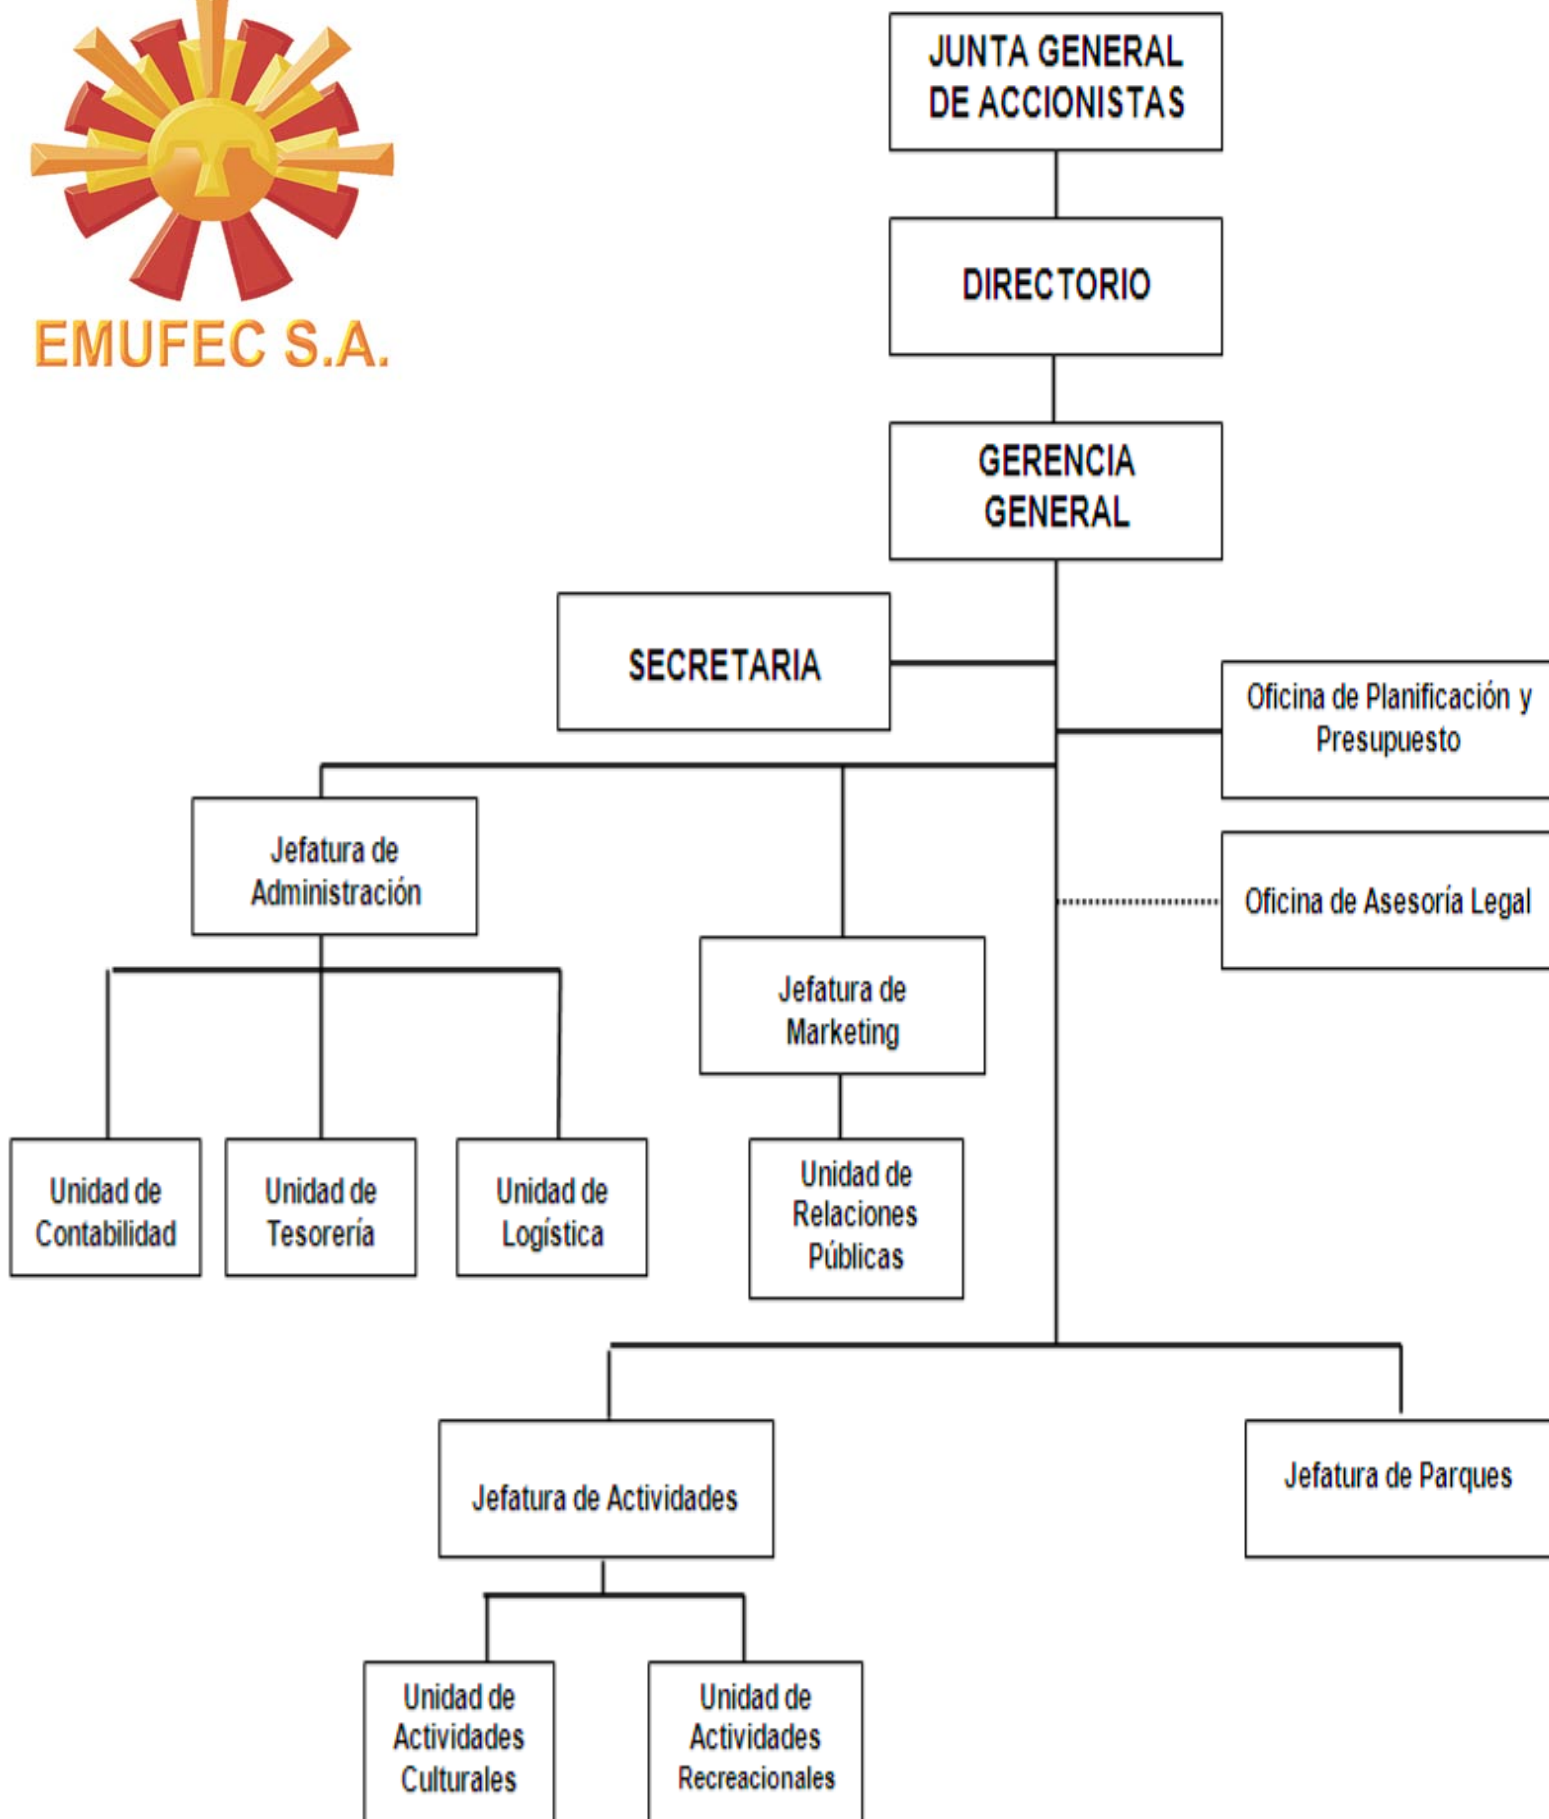 EMUFEC S.A.
JUNTA GENERAL
DE ACCIONISTAS
DIRECTORIO
GERENCIA
GENERAL
SECRETARIA
Oficina de Planificación y
Presupuesto
Jefatura de
Administración
Oficina de Asesoría Legal
Jefatura de
Marketing
Unidad de
Contabilidad
Unidad de
Tesorería
Unidad de
Logística
Unidad de
Relaciones
Públicas
Jefatura de Actividades
Jefatura de Parques
Unidad de
Actividades
Culturales
Unidad de
Actividades
Recreacionales